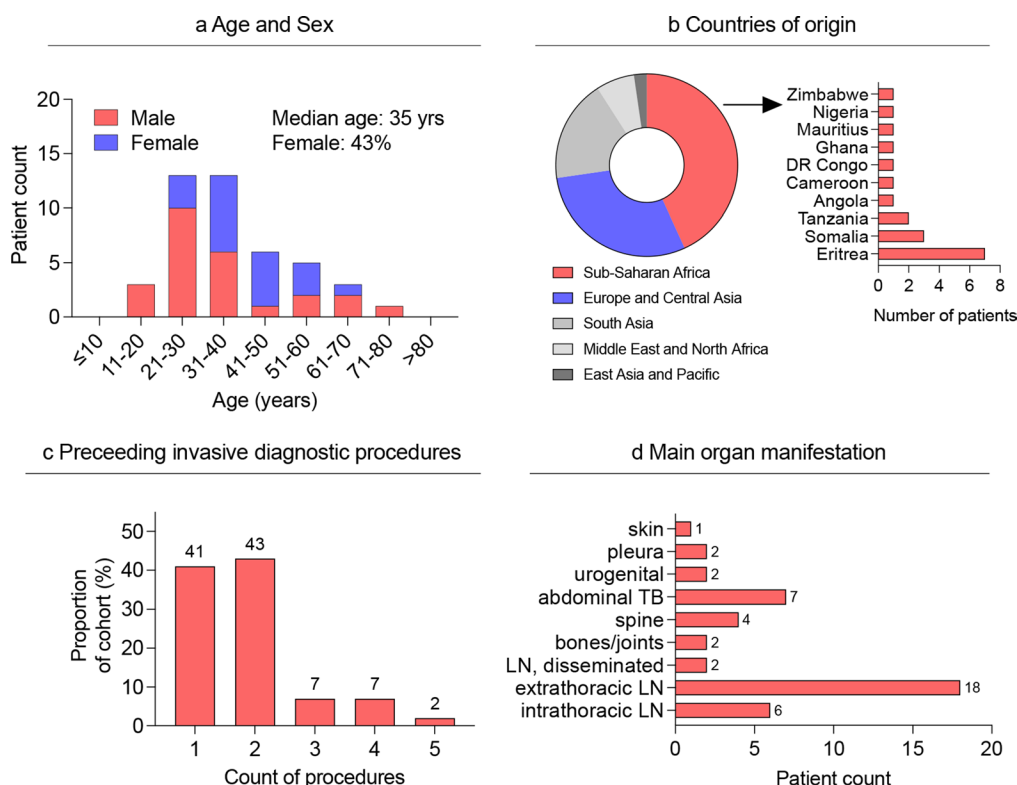 a Age and Sex
20
15
10
5
0
Patient count
Male
Female
Median age: 35 yrs
Female: 43%
≤10
11-20
21-30
31-40
41-50
51-60
61-70
71-80
>80
Age (years)
b Countries of origin
Sub-Saharan Africa
Europe and Central Asia
South Asia
Middle East and North Africa
East Asia and Pacific
Zimbabwe
Nigeria
Mauritius
Ghana
DR Congo
Cameroon
Angola
Tanzania
Somalia
Eritrea
0 2 4 6 8
Number of patients
c Preceeding invasive diagnostic procedures
50
40
30
20
10
0
Proportion
of cohort (%)
41
43
7
7
2
1 2 3 4 5
Count of procedures
d Main organ manifestation
skin 1
pleura 2
urogenital 2
abdominal TB 7
spine 4
bones/joints 2
LN, disseminated 2
extrathoracic LN 18
intrathoracic LN 6
0 5 10 15 20
Patient count